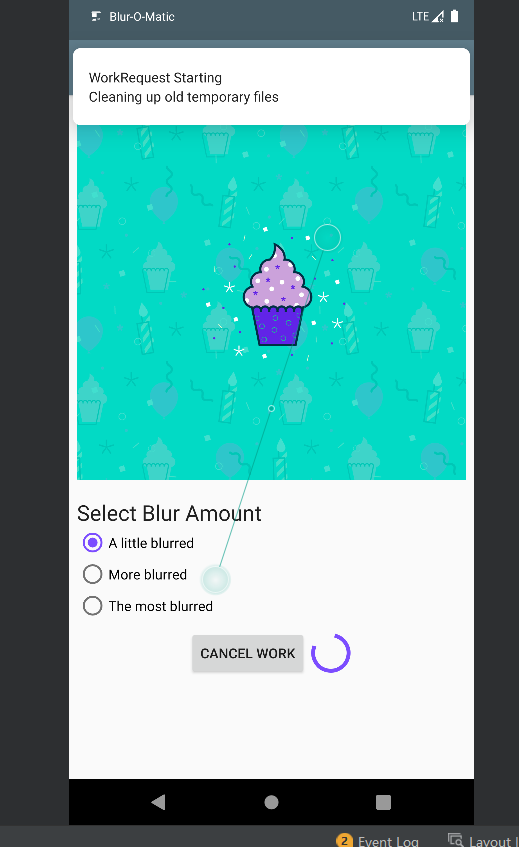 Blur-O-Matic
LTE
WorkRequest Starting
Cleaning up old temporary files
Select Blur Amount
A little blurred
More blurred
The most blurred
CANCEL WORK
2 Event Log
Layout I